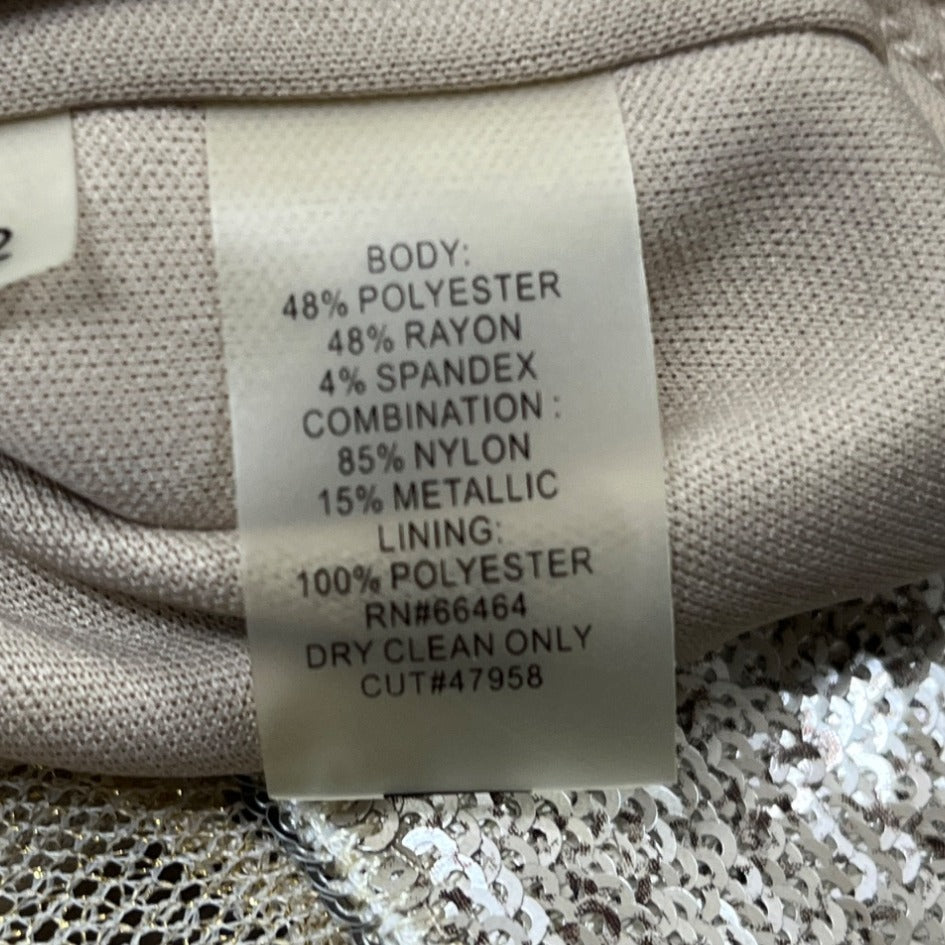 2
BODY:
48% POLYESTER
48% RAYON
4% SPANDEX
COMBINATION :
85% NYLON
15% METALLIC
LINING:
100% POLYESTER
RN#66464
DRY CLEAN ONLY
CUT#47958